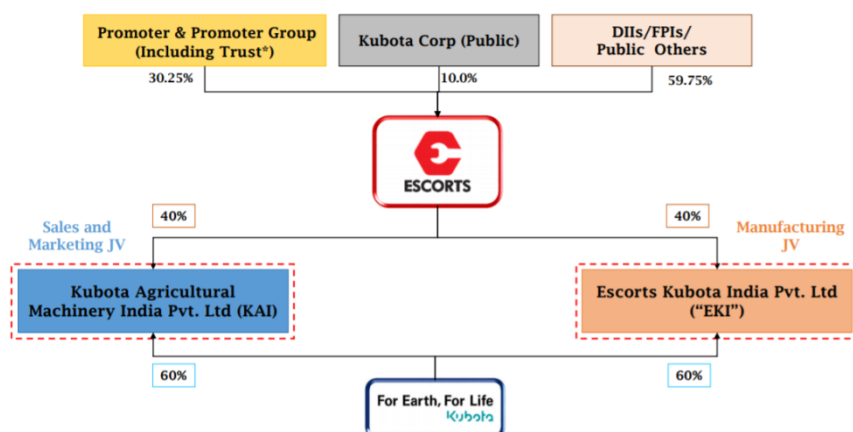 Promoter & Promoter Group
(Including Trust*)
Kubota Corp (Public)
DIIs/FPIs/
Public Others
30.25%
10.0%
59.75%
ESCORTS
40%
40%
Sales and
Marketing JV
Manufacturing
JV
Kubota Agricultural
Machinery India Pvt. Ltd (KAI)
Escorts Kubota India Pvt. Ltd
(“EKI”)
60%
60%
For Earth, For Life
Kubota